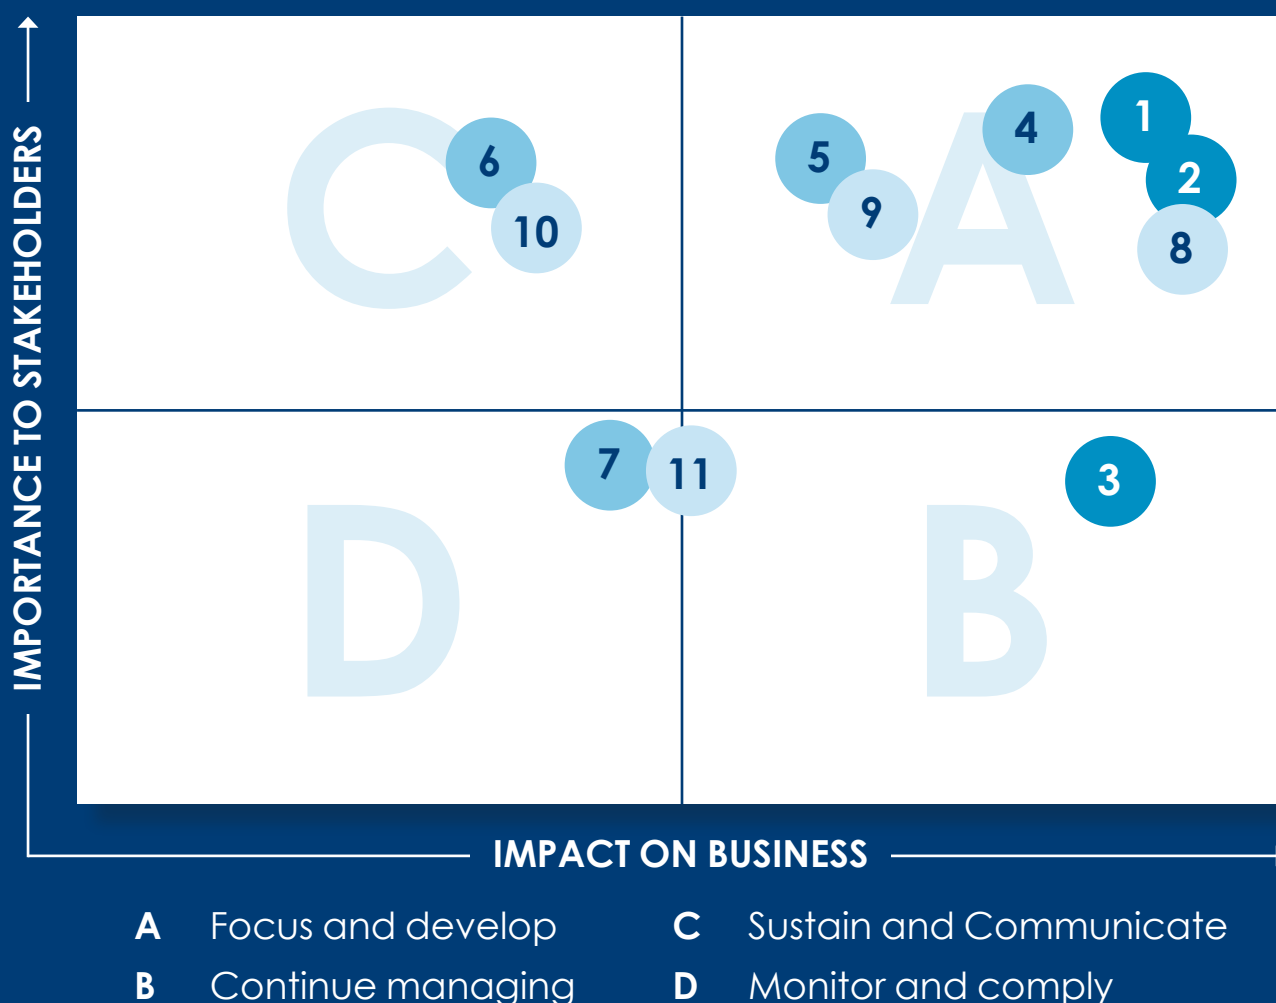 IMPORTANCE TO STAKEHOLDERS
C
A
1
4
6
5
2
9
10
8
7
11
3
D
B
IMPACT ON BUSINESS
A Focus and develop
C Sustain and Communicate
B Continue managing
D Monitor and comply